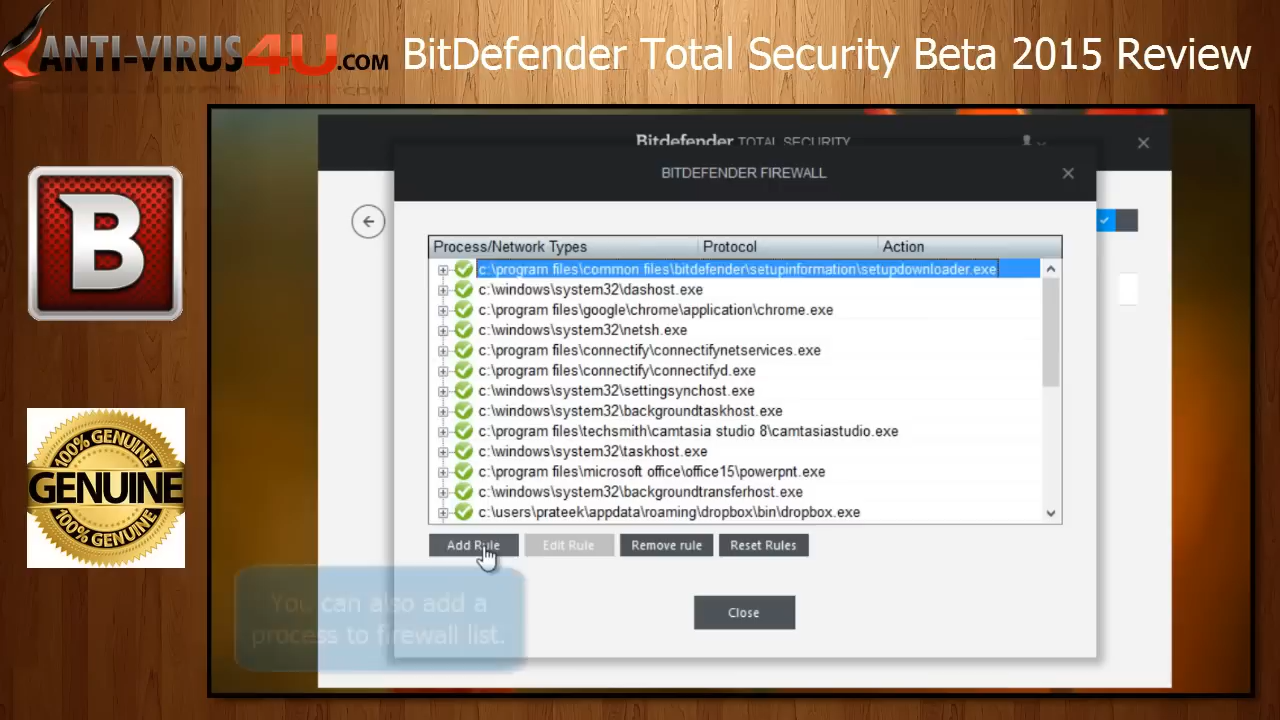 ANTI-VIRUS4U.COM
BitDefender Total Security Beta 2015 Review
B
100% GENUINE
GENUINE
100% GENUINE
Bitdefender TOTAL SECURITY
BITDEFENDER FIREWALL
Process/Network Types Protocol Action
c:\program files\common files\bitdefender\setupinformation\setupdownloader.exe
c:\windows\system32\dashost.exe
c:\program files\google\chrome\application\chrome.exe
c:\windows\system32\netsh.exe
c:\program files\connectify\connectifynetservices.exe
c:\program files\connectify\connectifyd.exe
c:\windows\system32\settingsynchost.exe
c:\windows\system32\backgroundtaskhost.exe
c:\program files\techsmith\camtasia studio 8\camtasiastudio.exe
c:\windows\system32\taskhost.exe
c:\program files\microsoft office\office15\powerpnt.exe
c:\windows\system32\backgroundtransferhost.exe
c:\users\prateek\appdata\roaming\dropbox\bin\dropbox.exe
Add Rule Edit Rule Remove rule Reset Rules
You can also add a
process to firewall list.
Close